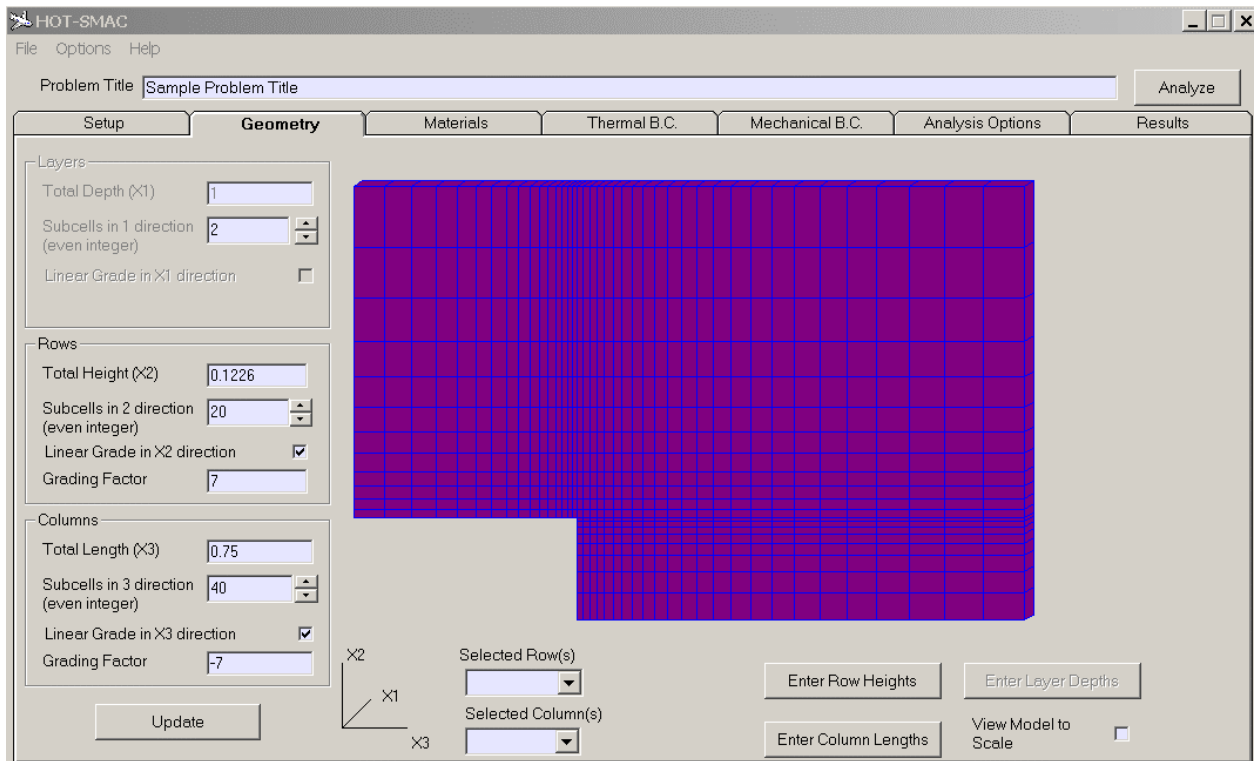 HOT-SMAC
File Options Help
Problem Title Sample Problem Title Analyze
Setup Geometry Materials Thermal B.C. Mechanical B.C. Analysis Options Results
Layers
Total Depth (X1) 1
Subcells in 1 direction (even integer) 2
Linear Grade in X1 direction
Rows
Total Height (X2) 0.1226
Subcells in 2 direction (even integer) 20
Linear Grade in X2 direction
Grading Factor 7
Columns
Total Length (X3) 0.75
Subcells in 3 direction (even integer) 40
Linear Grade in X3 direction
Grading Factor -7
Update
X2
X1
X3
Selected Row(s)
Selected Column(s)
Enter Row Heights
Enter Layer Depths
Enter Column Lengths
View Model to
Scale